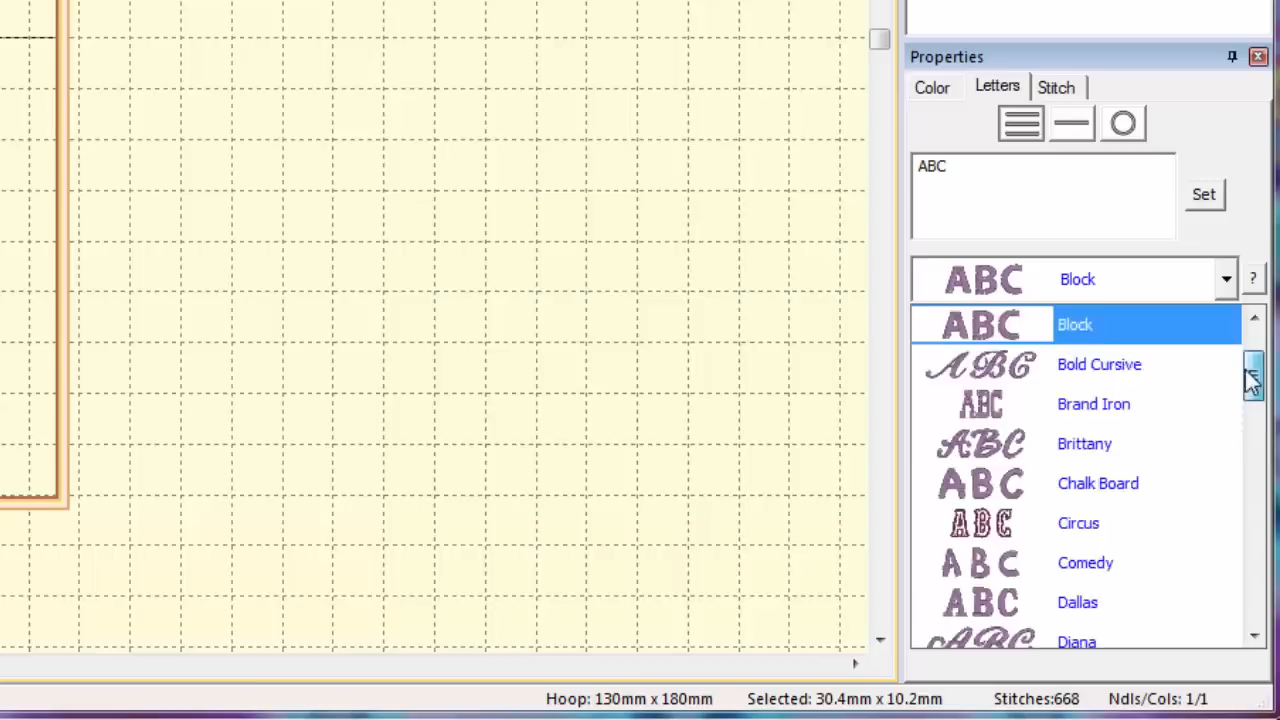 Properties
Color Letters Stitch
ABC
Set
ABC Block ?
ABC Block
ABC Bold Cursive
ABC Brand Iron
ABC Brittany
ABC Chalk Board
ABC Circus
ABC Comedy
ABC Dallas
ABC Diana
Hoop: 130mm x 180mm Selected: 30.4mm x 10.2mm Stitches:668 Ndls/Cols: 1/1